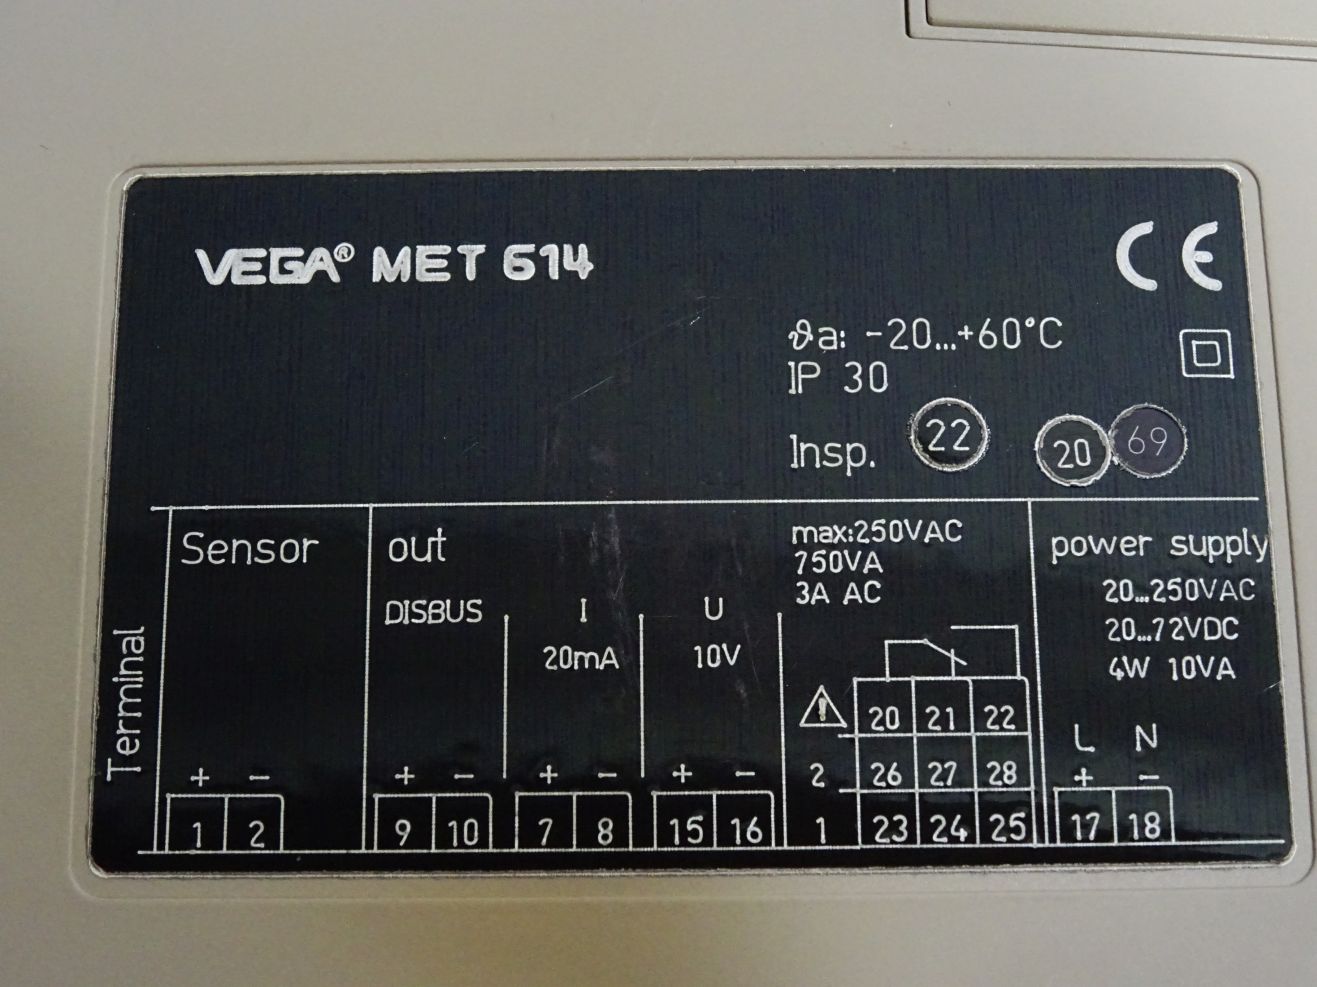 VEGA® MET 614
CE
ϑa: -20...+60°C
IP 30
Insp. 22 20 69
Terminal
Sensor
+ -
1 2
out
DISBUS
+ -
9 10
I
20mA
+ -
7 8
U
10V
+ -
15 16
max:250VAC
750VA
3A AC
20 21 22
2 26 27 28
1 23 24 25
power supply
20...250VAC
20...72VDC
4W 10VA
L N
+ -
17 18